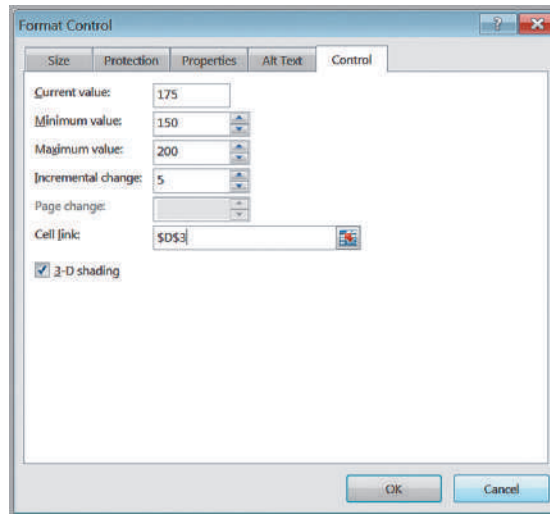 Format Control
Size Protection Properties Alt Text Control
Current value: 175
Minimum value: 150
Maximum value: 200
Incremental change: 5
Page change:
Cell link: $D$3
3-D shading
OK Cancel